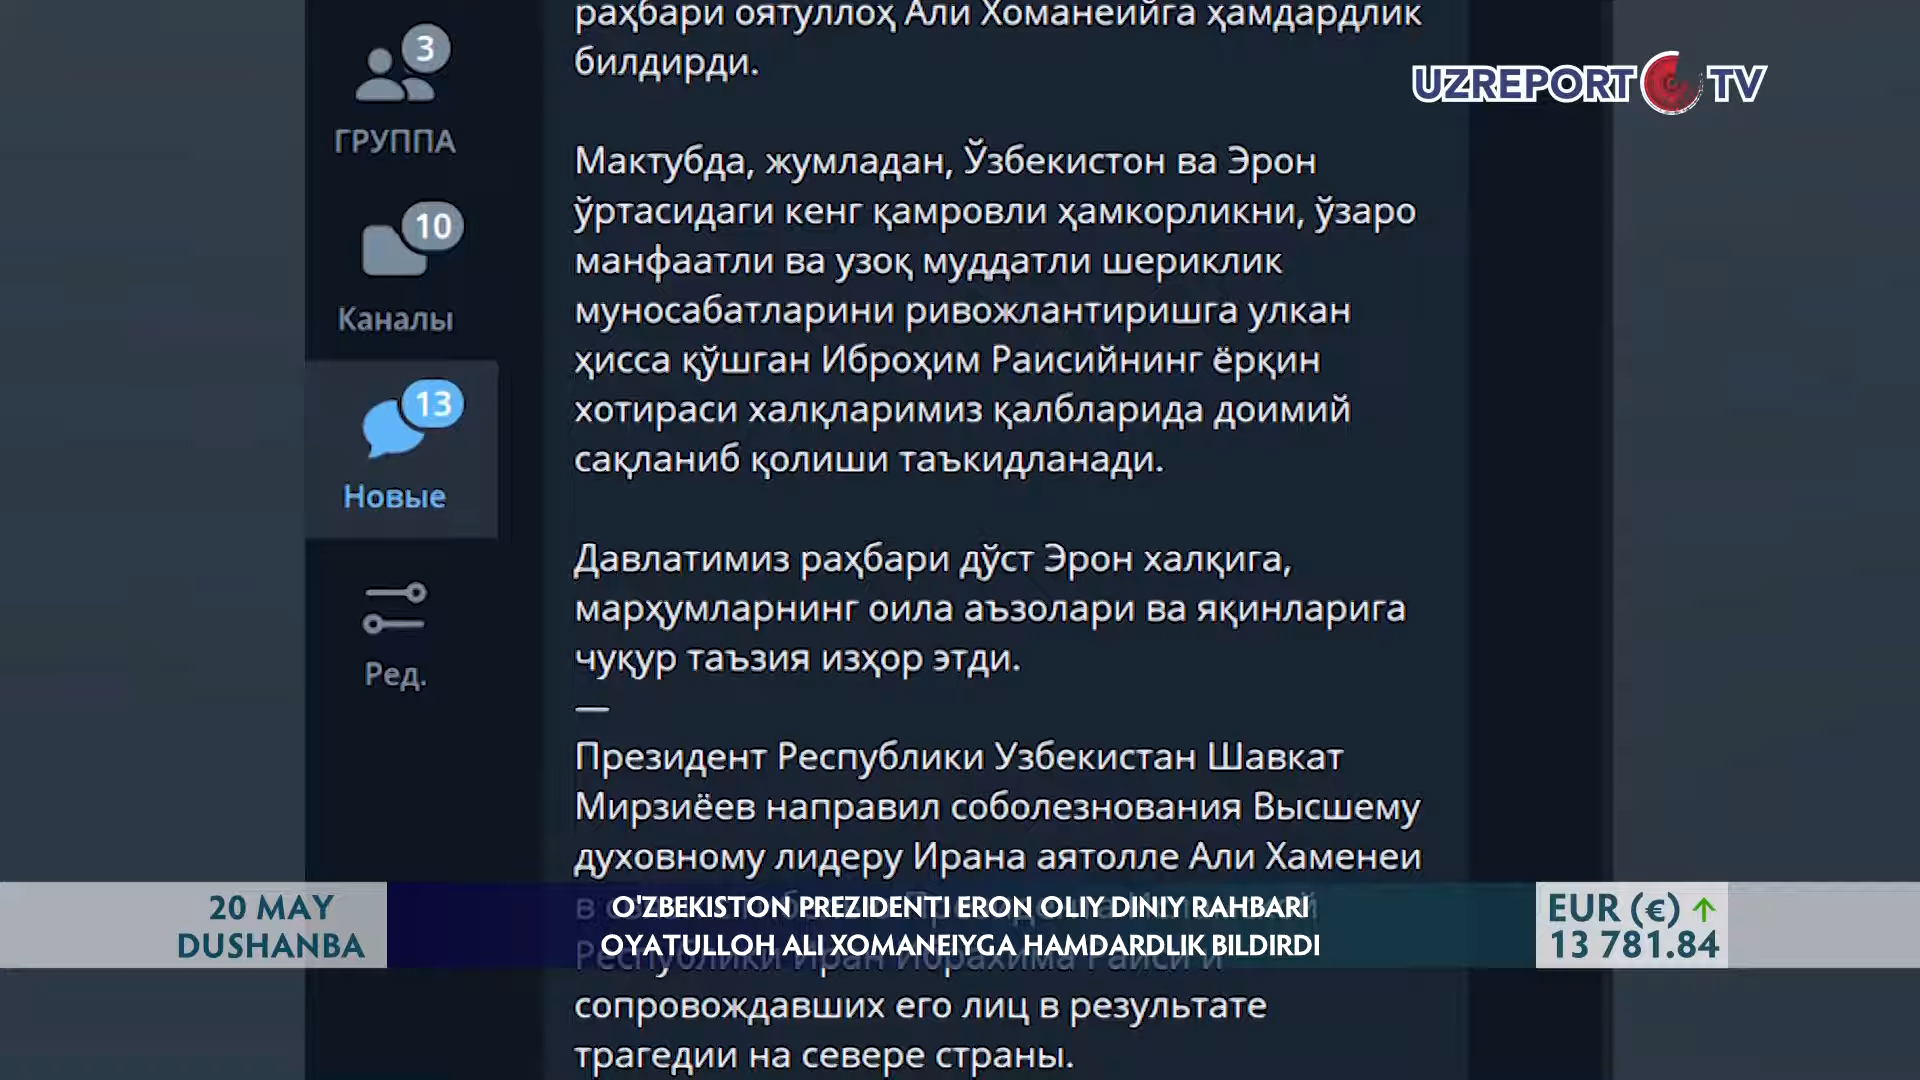 раҳбари оятуллоҳ Али Хоманеийга ҳамдардлик
билдирди.
UZREPORT TV
3
ГРУППА
10
Каналы
13
Новые
Ред.
Мактубда, жумладан, Ўзбекистон ва Эрон
ўртасидаги кенг қамровли ҳамкорликни, ўзаро
манфаатли ва узоқ муддатли шериклик
муносабатларини ривожлантиришга улкан
ҳисса қўшган Иброҳим Раисийнинг ёрқин
хотираси халқларимиз қалбларида доимий
сақланиб қолиши таъкидланади.
Давлатимиз раҳбари дўст Эрон халқига,
марҳумларнинг оила аъзолари ва яқинларига
чуқур таъзия изҳор этди.
—
Президент Республики Узбекистан Шавкат
Мирзиёев направил соболезнования Высшему
духовному лидеру Ирана аятолле Али Хаменеи
Республики Иран Ибрахима Раиси и
сопровождавших его лиц в результате
трагедии на севере страны.
20 MAY
DUSHANBA
O'ZBEKISTON PREZIDENTI ERON OLIY DINIY RAHBARI
OYATULLOH ALI XOMANEIYGA HAMDARDLIK BILDIRDI
EUR (€) ↑
13 781.84